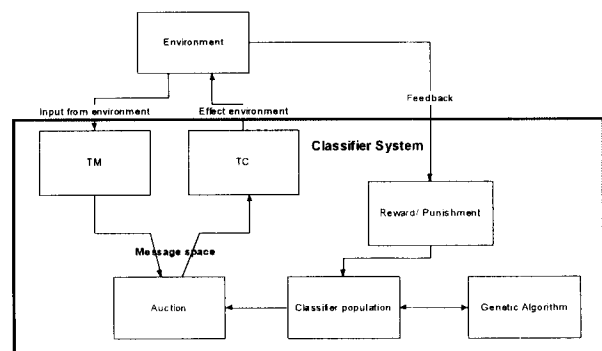 Environment
Input from environment
Effect environment
Feedback
Classifier System
TM
TC
Reward/ Punishment
Message space
Auction
Classifier population
Genetic Algorithm